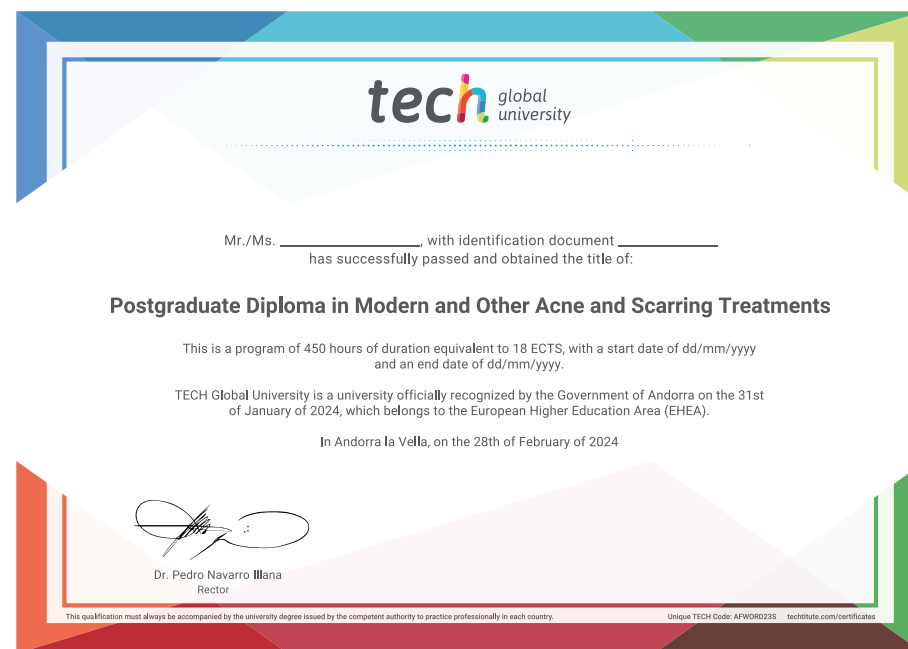 tech global university
Mr./Ms. ____________________, with identification document ______________
has successfully passed and obtained the title of:
Postgraduate Diploma in Modern and Other Acne and Scarring Treatments
This is a program of 450 hours of duration equivalent to 18 ECTS, with a start date of dd/mm/yyyy
and an end date of dd/mm/yyyy.
TECH Global University is a university officially recognized by the Government of Andorra on the 31st
of January of 2024, which belongs to the European Higher Education Area (EHEA).
In Andorra la Vella, on the 28th of February of 2024
Dr. Pedro Navarro Illana
Rector
This qualification must always be accompanied by the university degree issued by the competent authority to practice professionally in each country.
Unique TECH Code: AFWORD23S techtitute.com/certificates